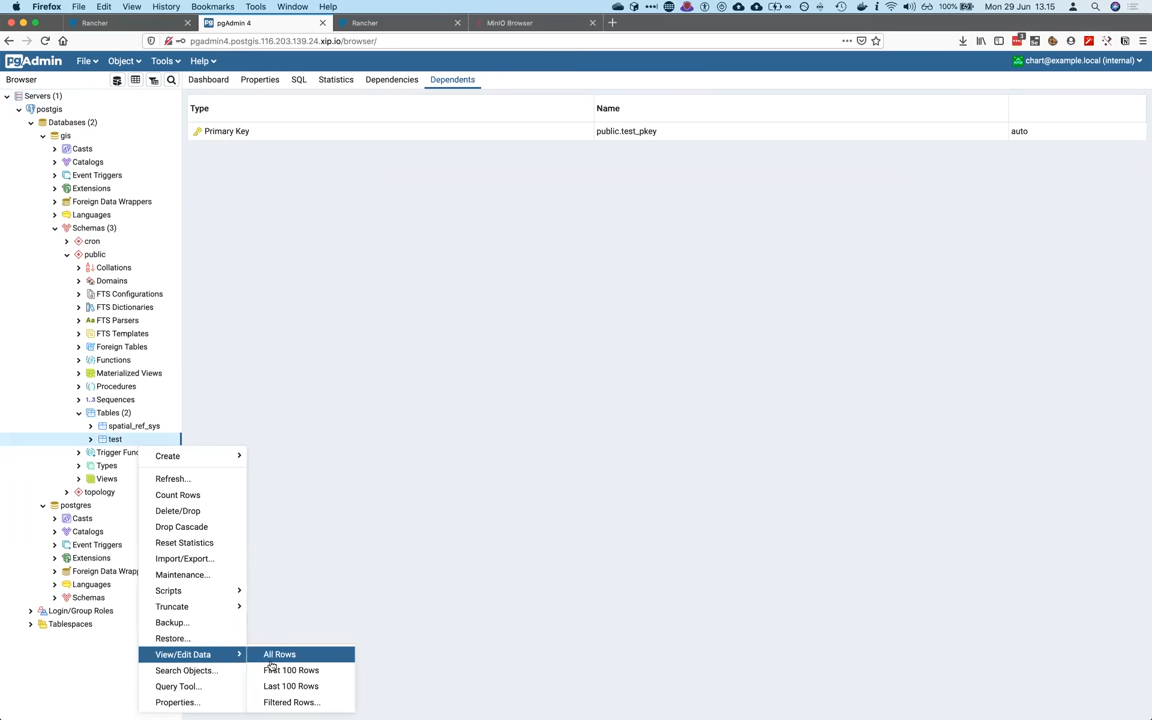 Firefox File Edit View History Bookmarks Window Tools Help 100% Mon 29 Jun 13.15
Rancher pgAdmin 4 Rancher MinIO Browser
pgadmin4.postgis.116.203.139.24.xip.io/browser/
pgAdmin File Object Tools Help chart@example.local (internal)
Browser Dashboard Properties SQL Statistics Dependencies Dependents
Servers (1)
Type Name
postgis
Databases (2)
Primary Key public.test_pkey auto
gis
Casts
Catalogs
Event Triggers
Extensions
Foreign Data Wrappers
Languages
Schemas (3)
cron
public
Collations
Domains
FTS Configurations
FTS Dictionaries
Aa FTS Parsers
FTS Templates
Foreign Tables
Functions
Materialized Views
Procedures
1..3 Sequences
Tables (2)
spatial_ref_sys
test
Trigger Func
Types
Views
topology
postgres
Casts
Catalogs
Event Triggers
Extensions
Foreign Data Wrapp
Languages
Schemas
Login/Group Roles
Tablespaces
Create
Refresh...
Count Rows
Delete/Drop
Drop Cascade
Reset Statistics
Import/Export...
Maintenance...
Scripts
Truncate
Backup...
Restore...
View/Edit Data
Search Objects...
Query Tool...
Properties...
All Rows
First 100 Rows
Last 100 Rows
Filtered Rows...